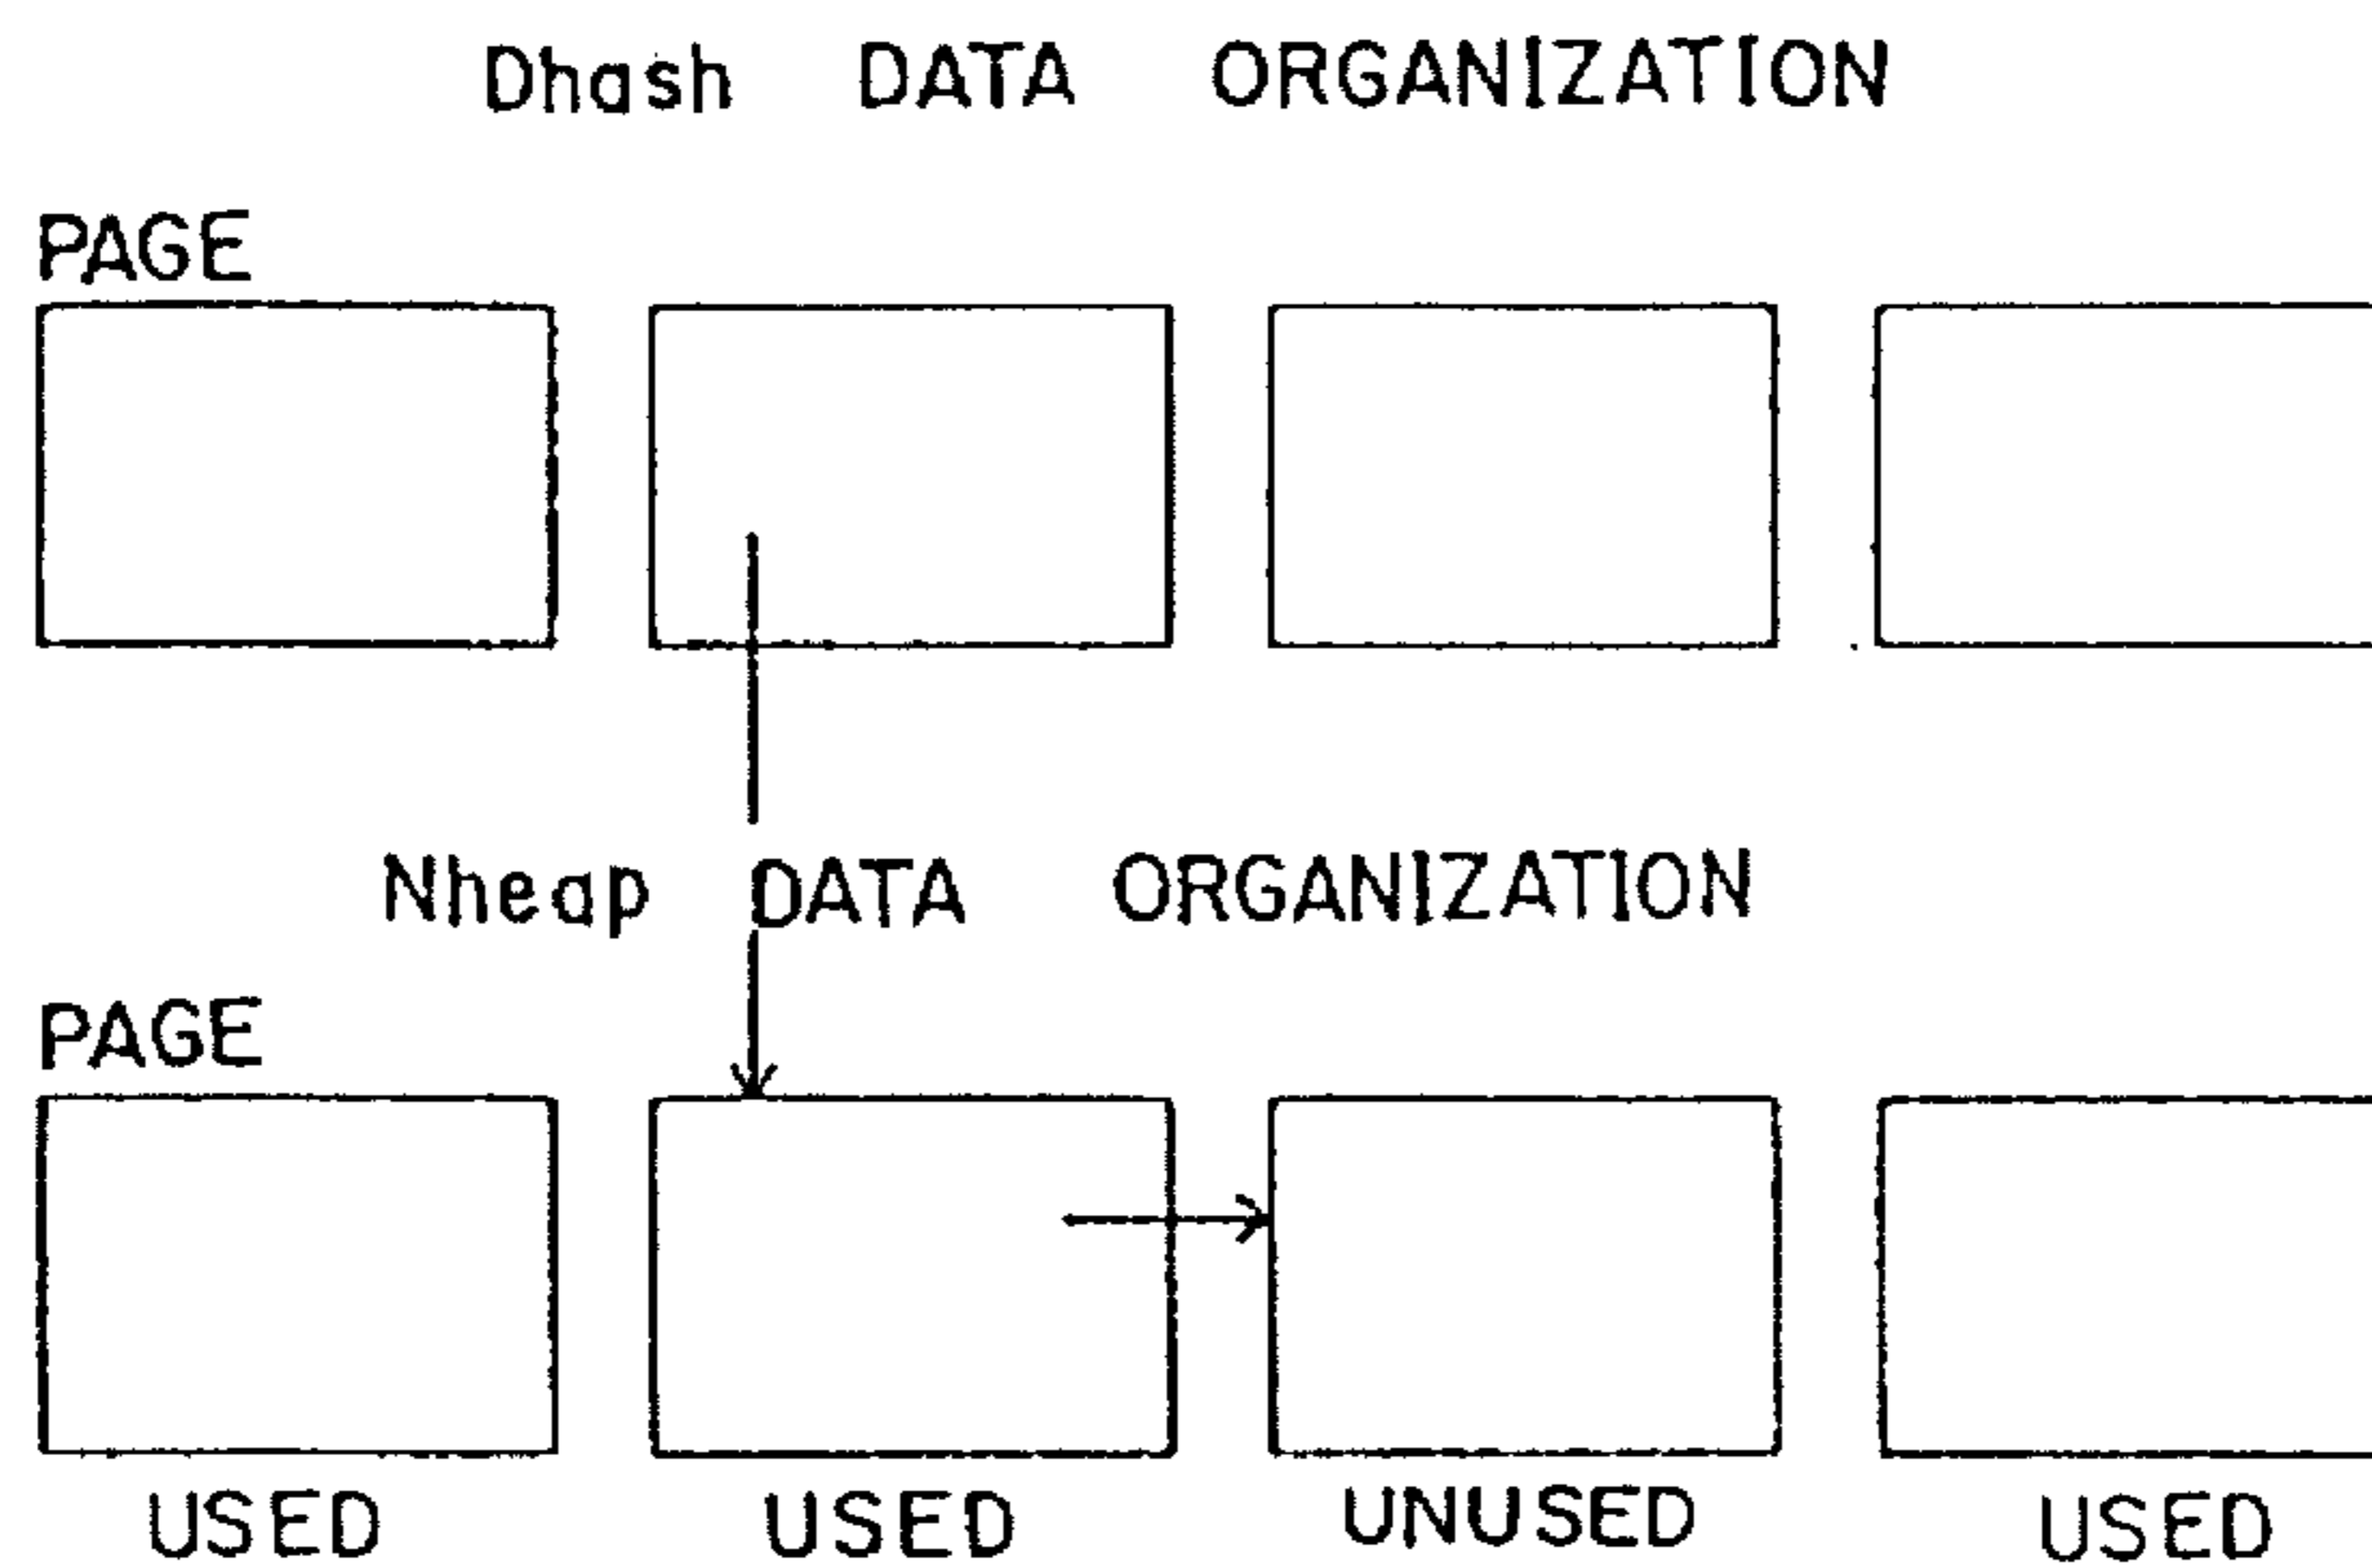 Dhash DATA ORGANIZATION
PAGE
Nheap DATA ORGANIZATION
PAGE
USED USED UNUSED USED